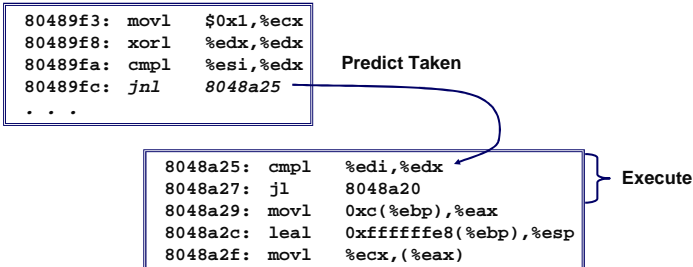 80489f3: movl $0x1,%ecx
80489f8: xorl %edx,%edx
80489fa: cmpl %esi,%edx
80489fc: jnl 8048a25
. . .
Predict Taken
8048a25: cmpl %edi,%edx
8048a27: jl 8048a20
8048a29: movl 0xc(%ebp),%eax
8048a2c: leal 0xffffffe8(%ebp),%esp
8048a2f: movl %ecx,(%eax)
Execute